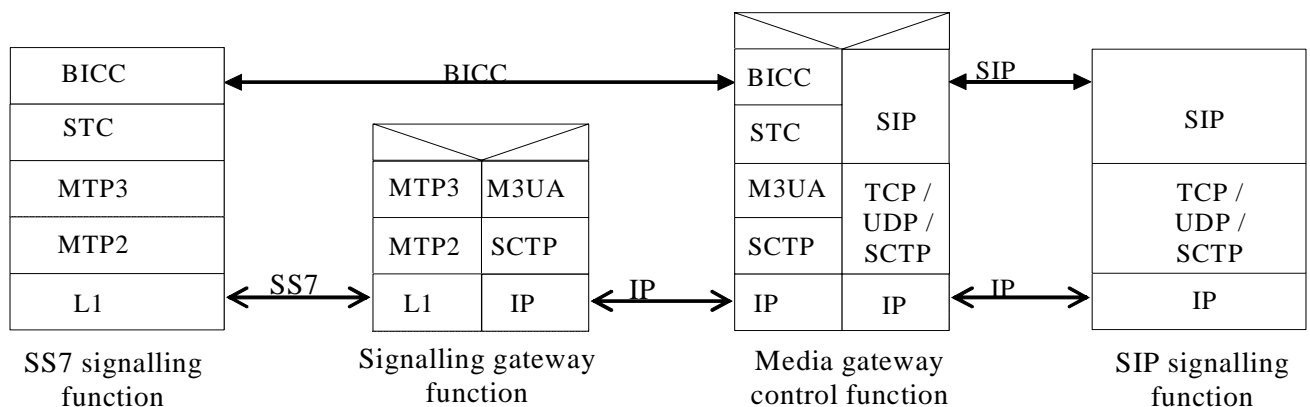 BICC
STC
MTP3
MTP2
L1
SS7 signalling
function
BICC
SS7
MTP3
M3UA
MTP2
SCTP
L1
IP
Signalling gateway
function
IP
BICC
STC
M3UA
SCTP
IP
SIP
TCP /
UDP /
SCTP
IP
Media gateway
control function
SIP
IP
SIP
TCP /
UDP /
SCTP
IP
SIP signalling
function